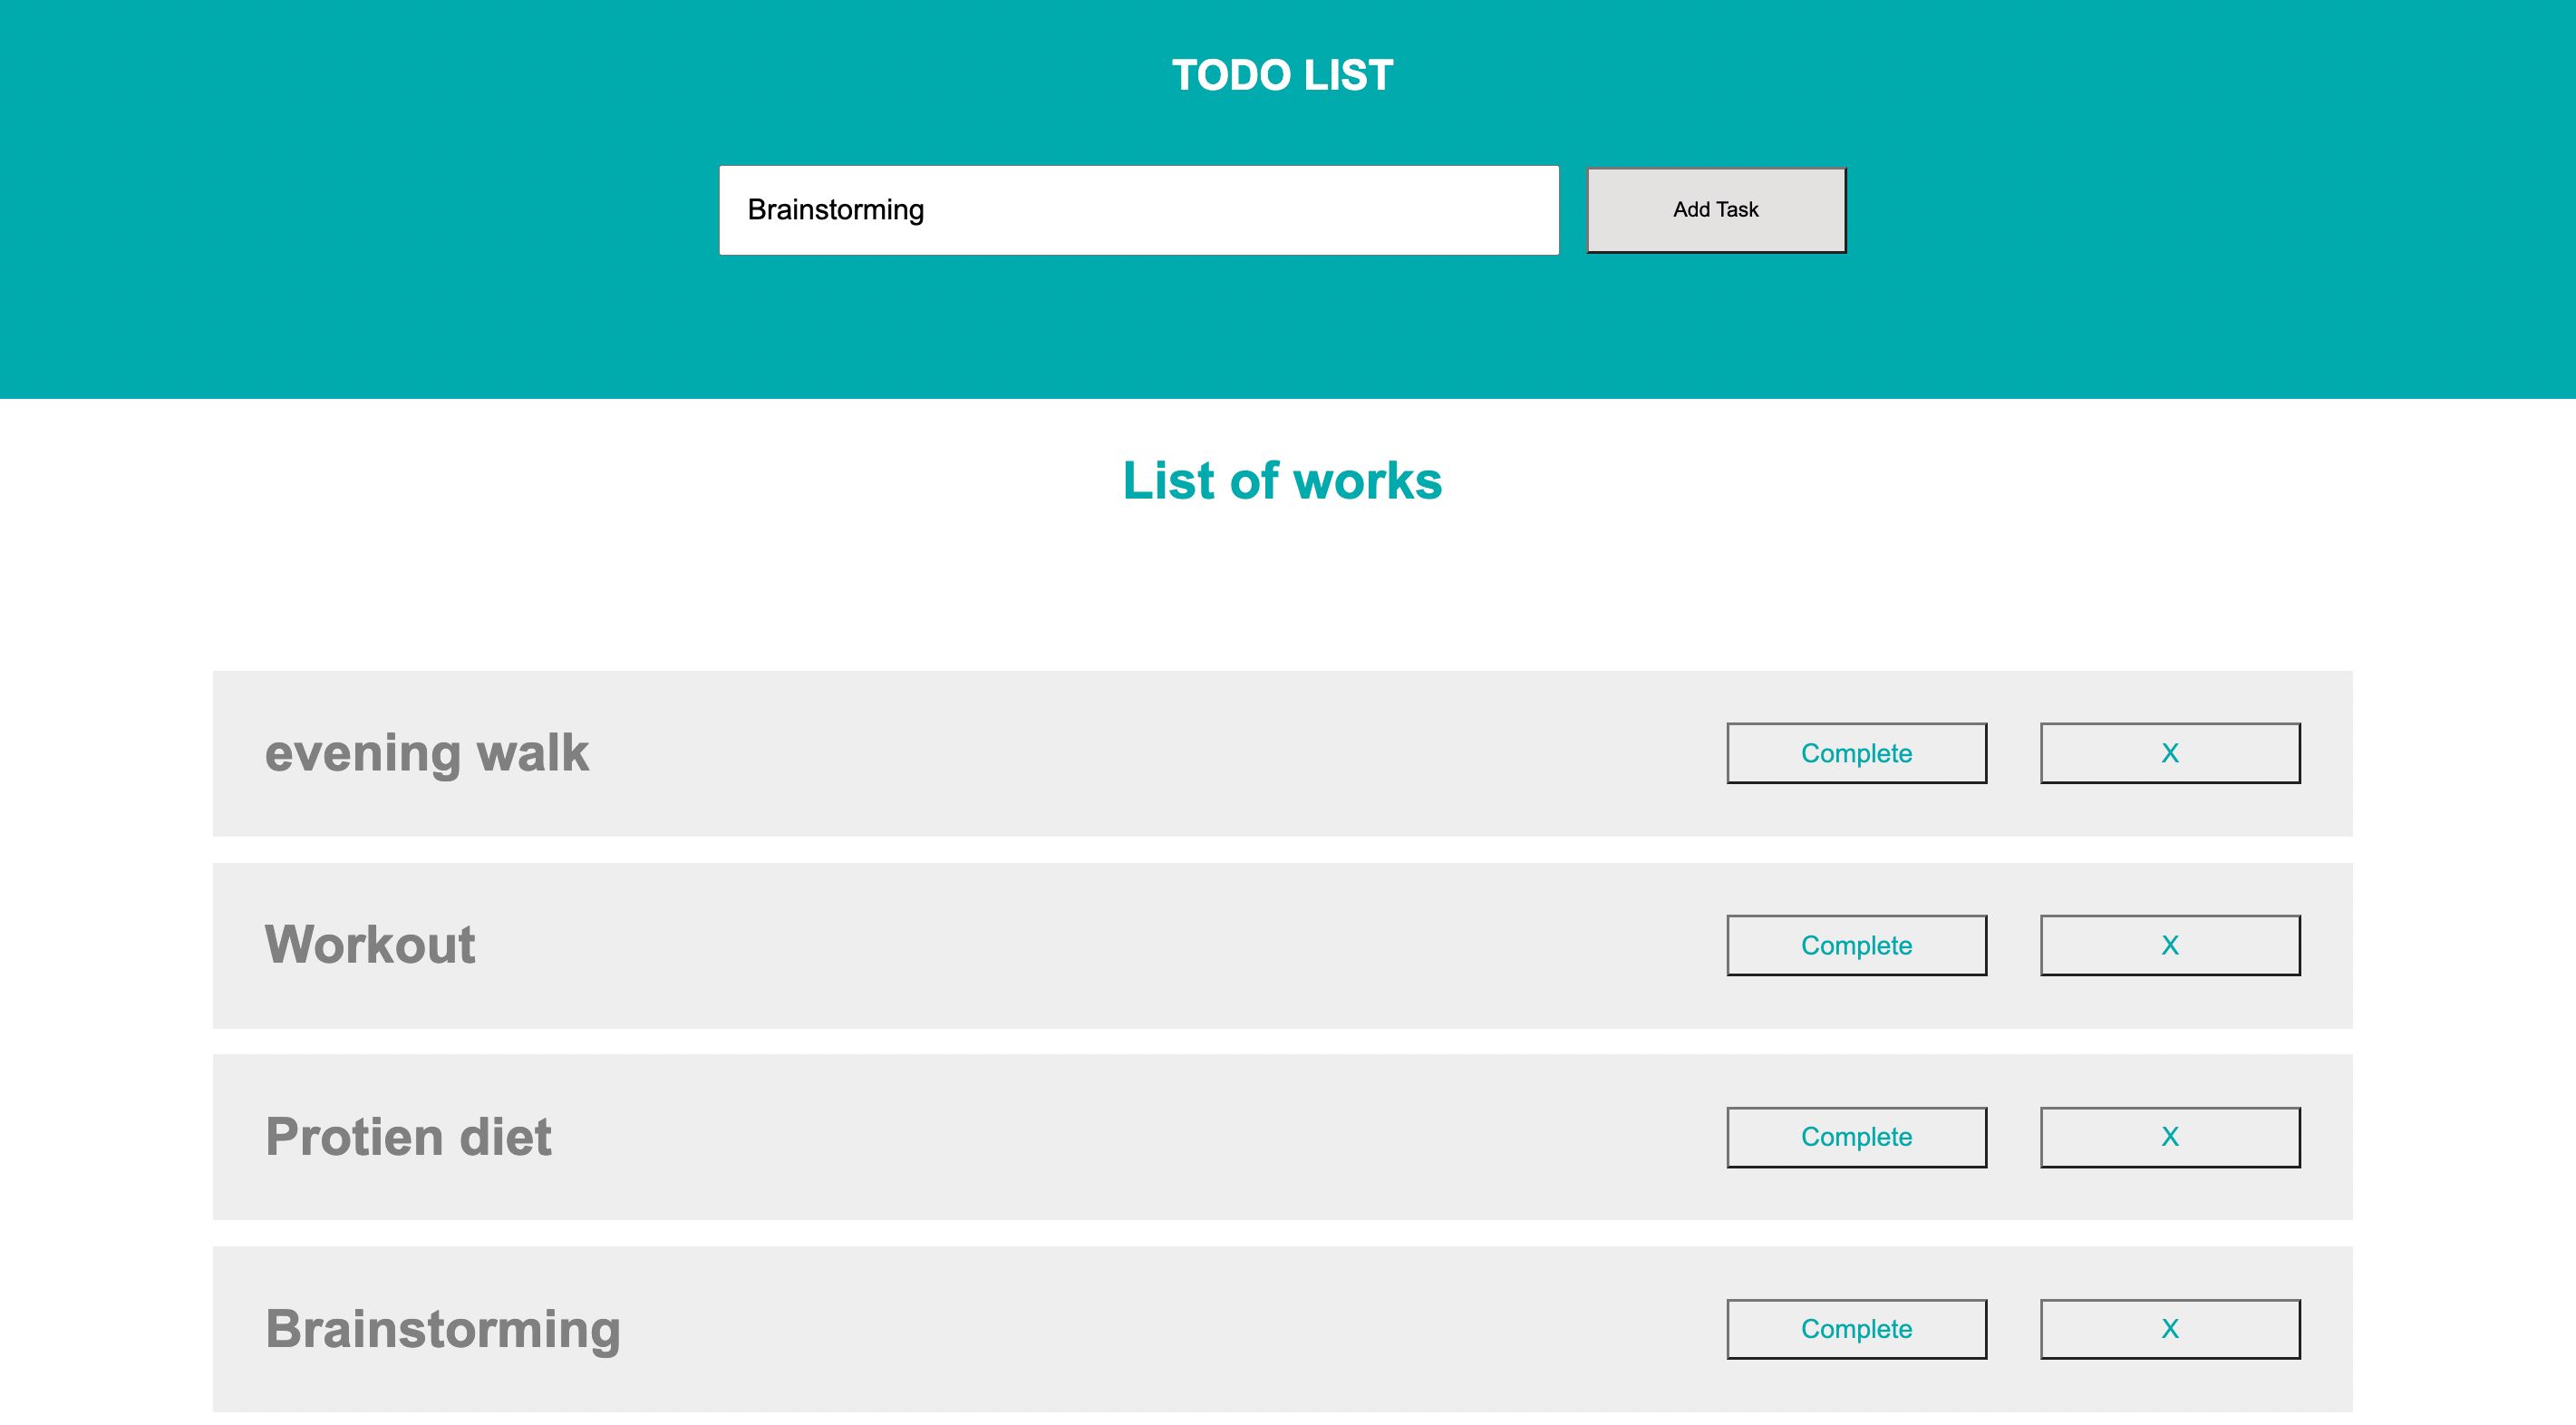 TODO LIST
Brainstorming Add Task
List of works
evening walk Complete X
Workout Complete X
Protien diet Complete X
Brainstorming Complete X